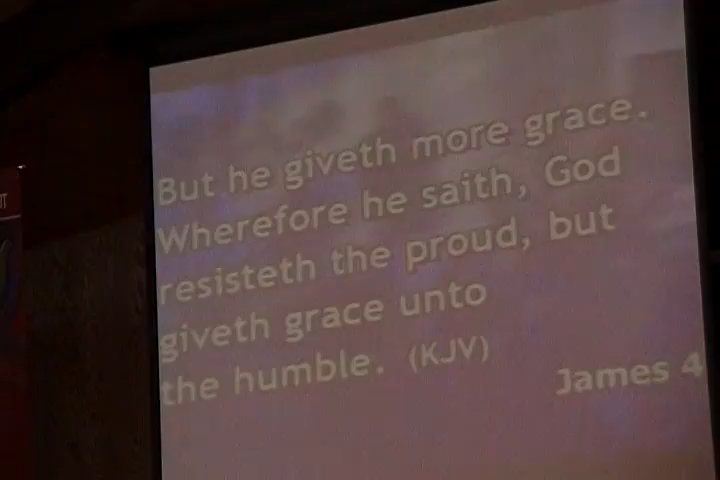 But he giveth more grace.
Wherefore he saith, God
resisteth the proud, but
giveth grace unto
the humble. (KJV)
James 4